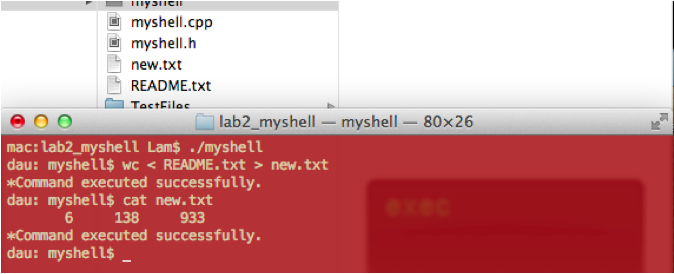 myshell
myshell.cpp
myshell.h
new.txt
README.txt
TestFiles
lab2_myshell — myshell — 80×26
mac:lab2_myshell Lam$ ./myshell
dau: myshell$ wc < README.txt > new.txt
*Command executed successfully.
dau: myshell$ cat new.txt
6 138 933
*Command executed successfully.
dau: myshell$ _
exec